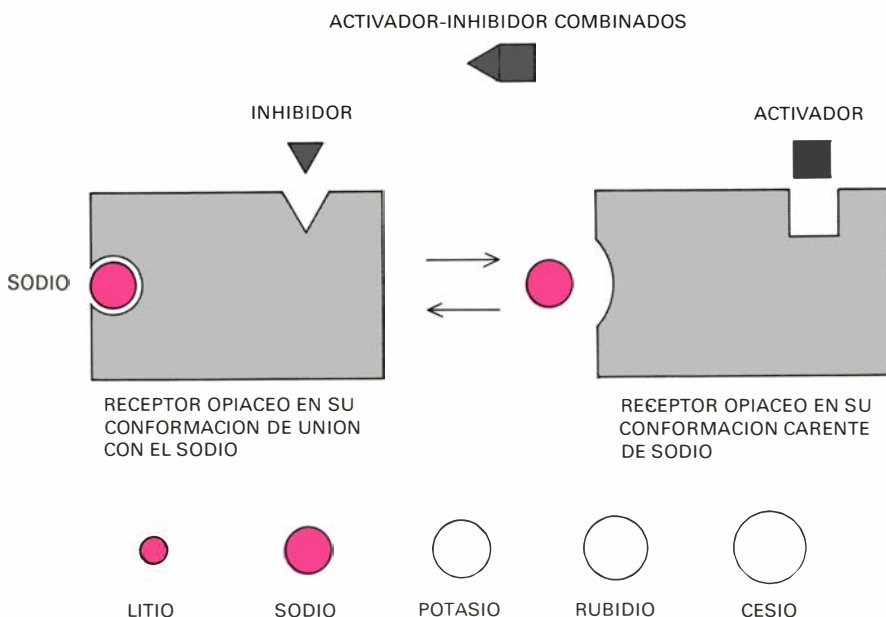 ACTIVADOR-INHIBIDOR COMBINADOS
INHIBIDOR
ACTIVADOR
SODIO
RECEPTOR OPIACEO EN SU
CONFORMACION DE UNION
CON EL SODIO
RECEPTOR OPIACEO EN SU
CONFORMACION CARENTE
DE SODIO
LITIO
SODIO
POTASIO
RUBIDIO
CESIO